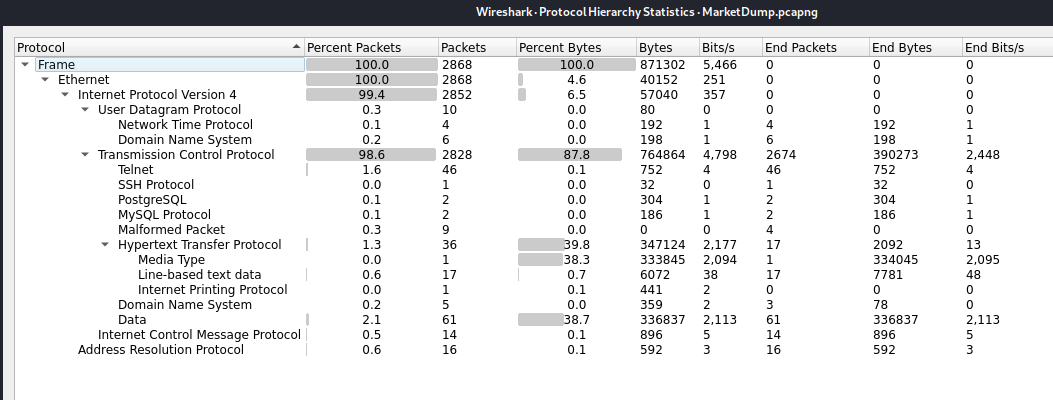 Wireshark · Protocol Hierarchy Statistics · MarketDump.pcapng
Protocol Percent Packets Packets Percent Bytes Bytes Bits/s End Packets End Bytes End Bits/s
Frame 100.0 2868 100.0 871302 5,466 0 0 0
Ethernet 100.0 2868 4.6 40152 251 0 0 0
Internet Protocol Version 4 99.4 2852 6.5 57040 357 0 0 0
User Datagram Protocol 0.3 10 0.0 80 0 0 0 0
Network Time Protocol 0.1 4 0.0 192 1 4 192 1
Domain Name System 0.2 6 0.0 198 1 6 198 1
Transmission Control Protocol 98.6 2828 87.8 764864 4,798 2674 390273 2,448
Telnet 1.6 46 0.1 752 4 46 752 4
SSH Protocol 0.0 1 0.0 32 0 1 32 0
PostgreSQL 0.1 2 0.0 304 1 2 304 1
MySQL Protocol 0.1 2 0.0 186 1 2 186 1
Malformed Packet 0.3 9 0.0 0 0 4 0 0
Hypertext Transfer Protocol 1.3 36 39.8 347124 2,177 17 2092 13
Media Type 0.0 1 38.3 333845 2,094 1 334045 2,095
Line-based text data 0.6 17 0.7 6072 38 17 7781 48
Internet Printing Protocol 0.0 1 0.1 441 2 0 0 0
Domain Name System 0.2 5 0.0 359 2 3 78 0
Data 2.1 61 38.7 336837 2,113 61 336837 2,113
Internet Control Message Protocol 0.5 14 0.1 896 5 14 896 5
Address Resolution Protocol 0.6 16 0.1 592 3 16 592 3